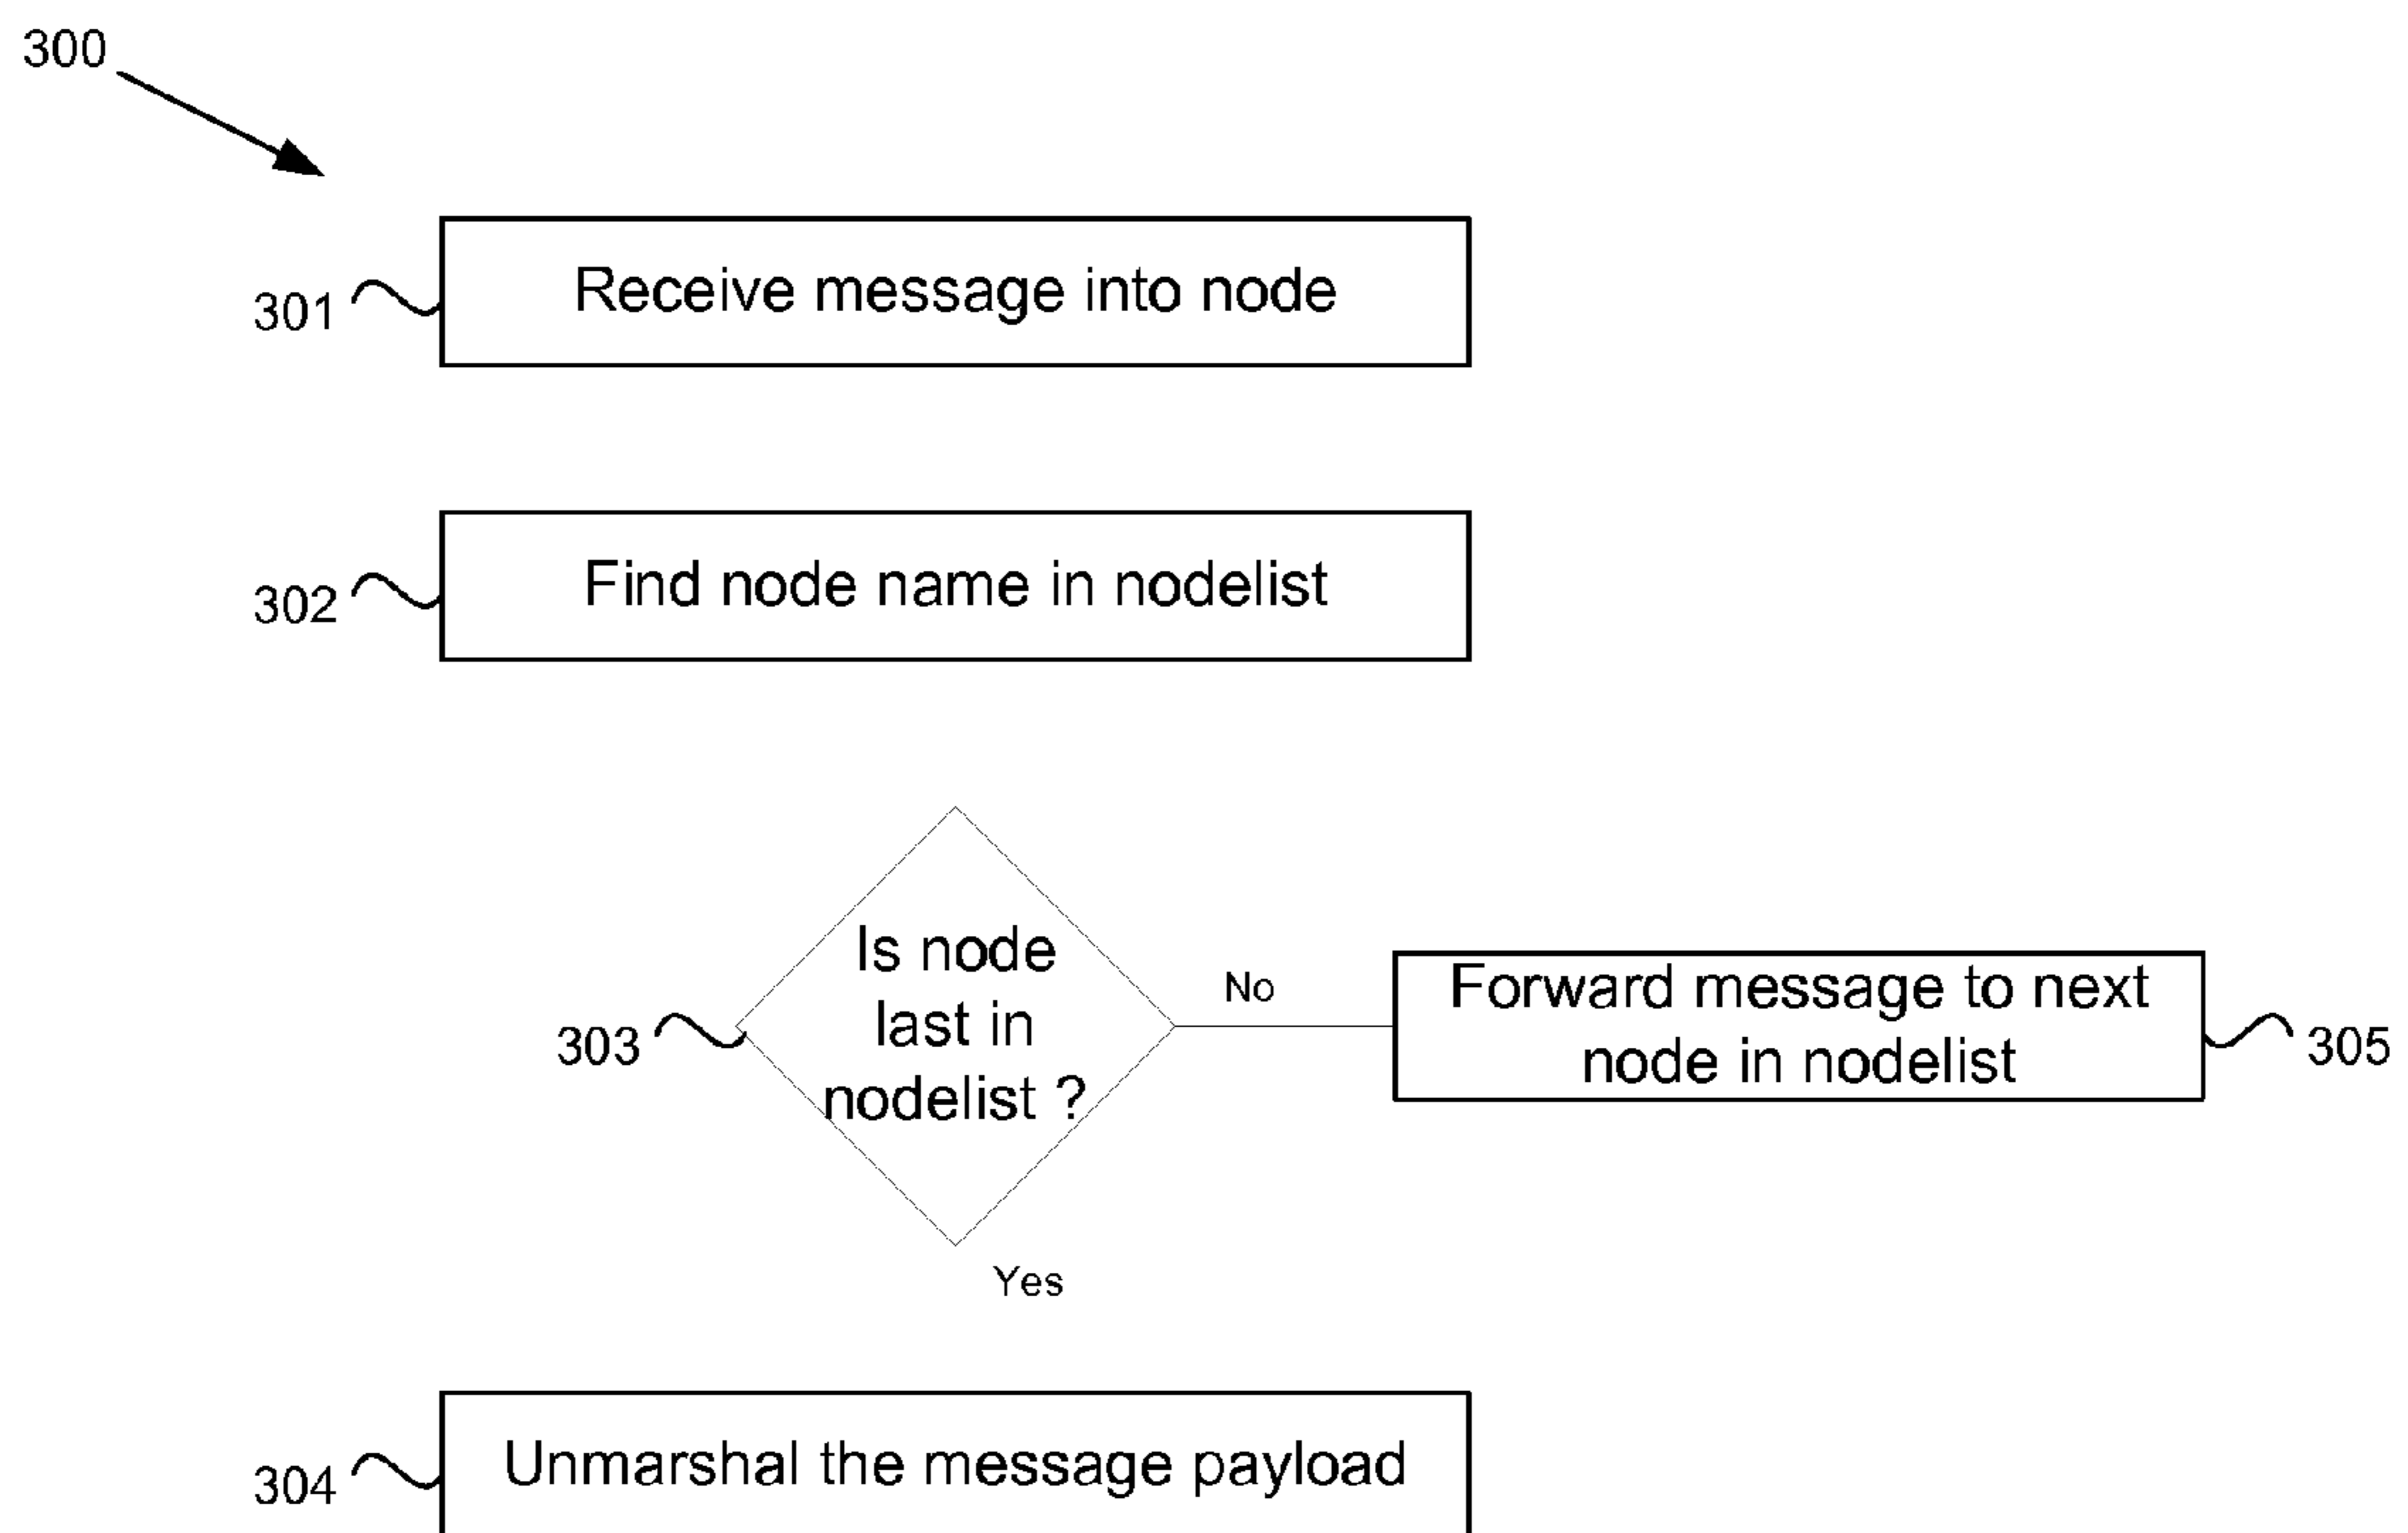 300
301
Receive message into node
302
Find node name in nodelist
303
Is node
last in
nodelist ?
No
Forward message to next
node in nodelist
305
Yes
304
Unmarshal the message payload